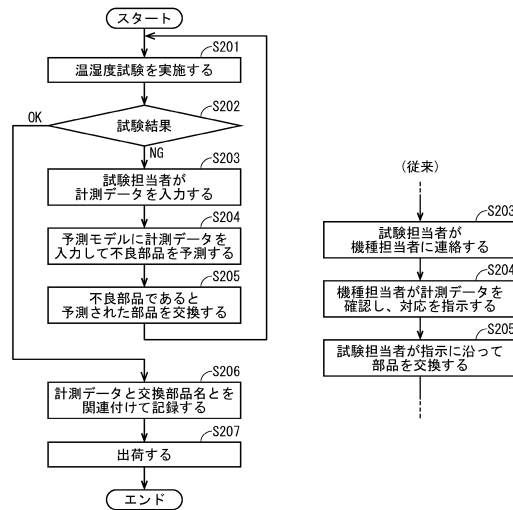 スタート
S201
温湿度試験を実施する
S202
試験結果
OK
NG
S203
試験担当者が
計測データを入力する
S204
予測モデルに計測データを
入力して不良部品を予測する
S205
不良部品であると
予測された部品を交換する
S206
計測データと交換部品名とを
関連付けて記録する
S207
出荷する
エンド
(従来)
S203
試験担当者が
機種担当者に連絡する
S204
機種担当者が計測データを
確認し、対応を指示する
S205
試験担当者が指示に沿って
部品を交換する